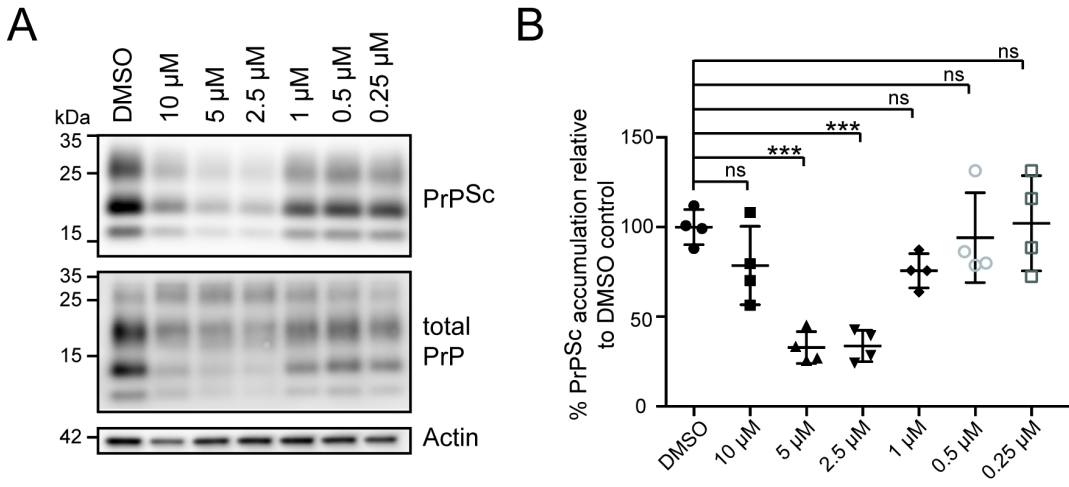 A
DMSO
10 µM
5 µM
2.5 µM
1 µM
0.5 µM
0.25 µM
kDa
35
25
15
PrPSc
35
25
15
total
PrP
42
Actin
B
ns
ns
ns
***
***
ns
% PrPSc accumulation relative
to DMSO control
150
100
50
0
DMSO
10 µM
5 µM
2.5 µM
1 µM
0.5 µM
0.25 µM